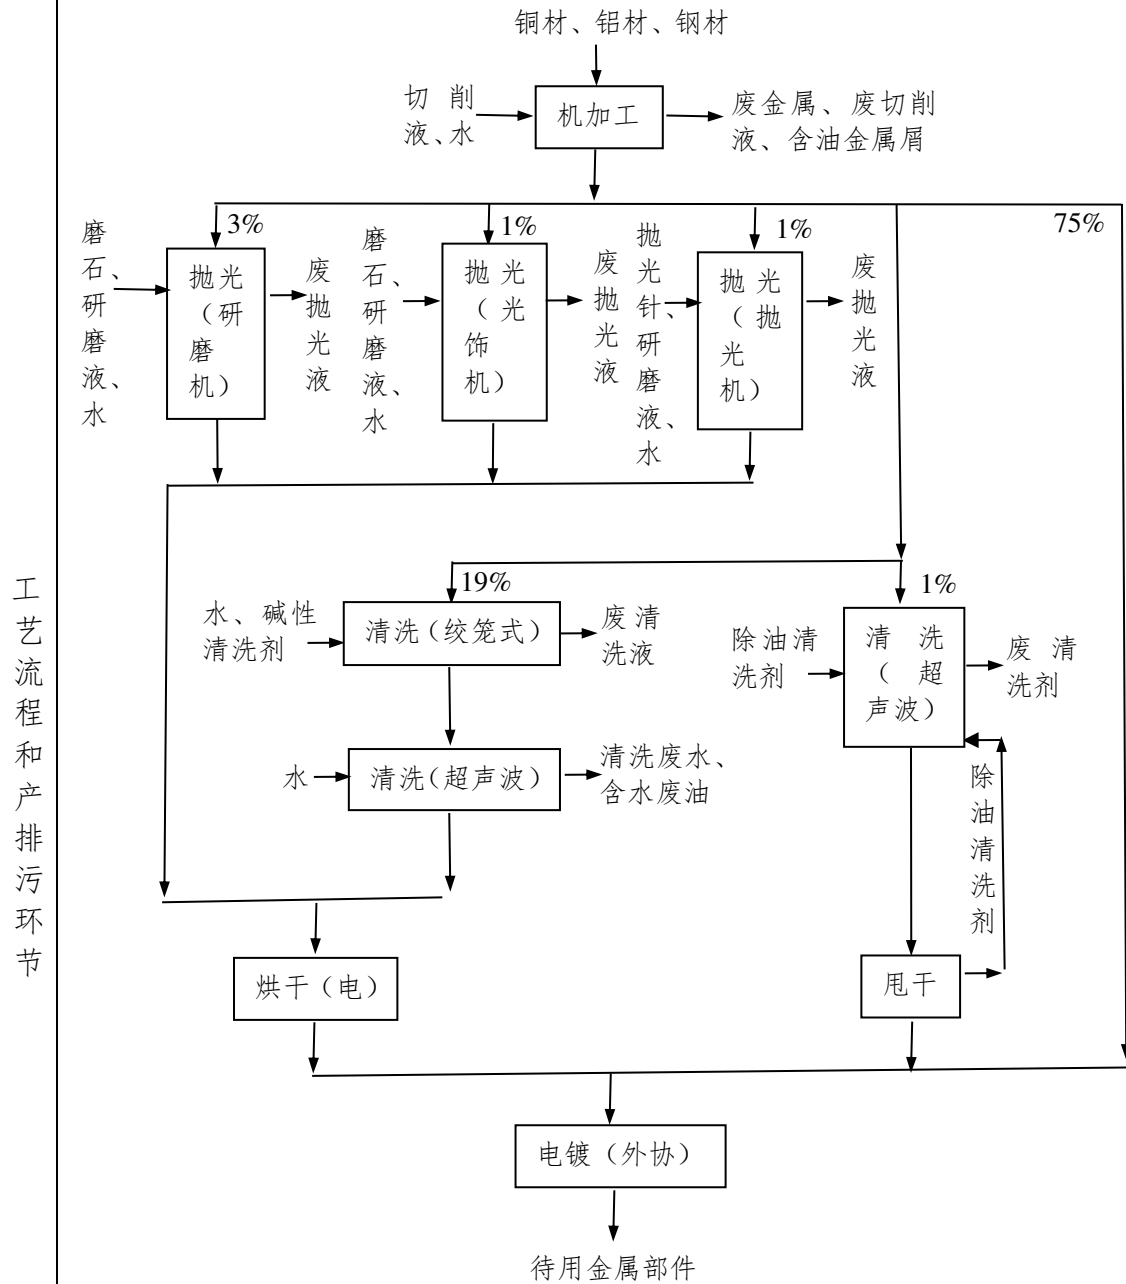 铜材、铝材、钢材
切削
液、水
机加工
废金属、废切削
液、含油金属屑
3%
1%
1%
75%
磨石、研磨液、水
抛光
（研
磨
机）
废抛光液
磨石、研磨液、水
抛光
（光
饰
机）
废抛光液
抛光针、研磨液、水
抛光
（抛
光
机）
废抛光液
19%
1%
水、碱性
清洗剂
清洗（绞笼式）
废清
洗液
除油清
洗剂
清洗
（超
声波）
废清
洗剂
水
清洗（超声波）
清洗废水、
含水废油
除油清洗剂
烘干（电）
甩干
电镀（外协）
待用金属部件
工艺流程和产排污环节